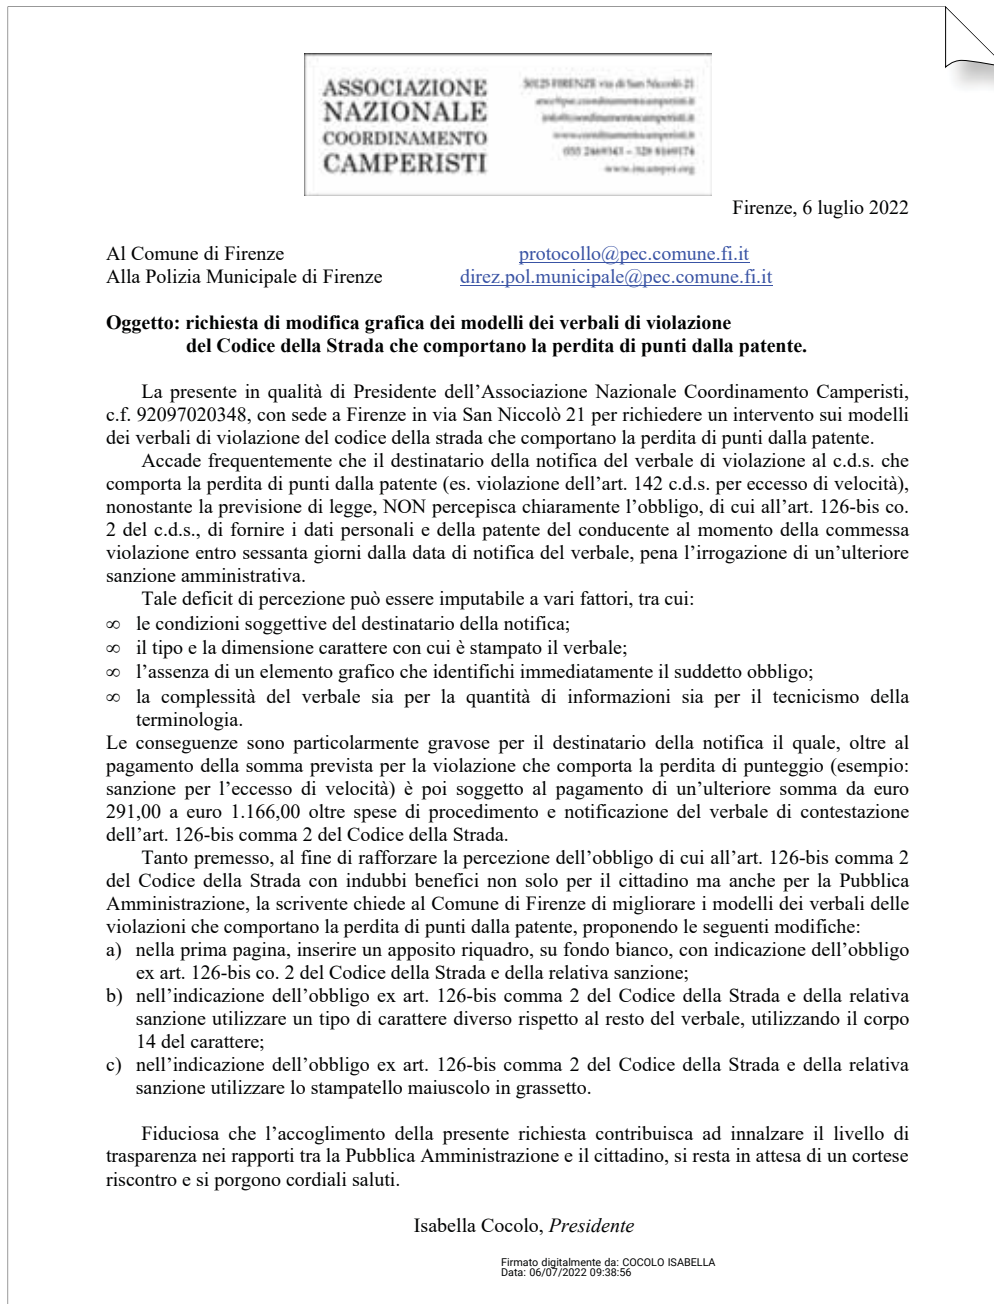 ASSOCIAZIONE
NAZIONALE
COORDINAMENTO
CAMPERISTI
50125 FIRENZE via di San Niccolò 21
info@coordinamentocamperisti.it
www.coordinamentocamperisti.it
055 2469343 – 328 8169174
www.incamper.org
Firenze, 6 luglio 2022
Al Comune di Firenze protocollo@pec.comune.fi.it
Alla Polizia Municipale di Firenze direz.pol.municipale@pec.comune.fi.it
Oggetto: richiesta di modifica grafica dei modelli dei verbali di violazione
del Codice della Strada che comportano la perdita di punti dalla patente.
La presente in qualità di Presidente dell’Associazione Nazionale Coordinamento Camperisti,
c.f. 92097020348, con sede a Firenze in via San Niccolò 21 per richiedere un intervento sui modelli
dei verbali di violazione del codice della strada che comportano la perdita di punti dalla patente.
Accade frequentemente che il destinatario della notifica del verbale di violazione al c.d.s. che
comporta la perdita di punti dalla patente (es. violazione dell’art. 142 c.d.s. per eccesso di velocità),
nonostante la previsione di legge, NON percepisca chiaramente l’obbligo, di cui all’art. 126-bis co.
2 del c.d.s., di fornire i dati personali e della patente del conducente al momento della commessa
violazione entro sessanta giorni dalla data di notifica del verbale, pena l’irrogazione di un’ulteriore
sanzione amministrativa.
Tale deficit di percezione può essere imputabile a vari fattori, tra cui:
∞ le condizioni soggettive del destinatario della notifica;
∞ il tipo e la dimensione carattere con cui è stampato il verbale;
∞ l’assenza di un elemento grafico che identifichi immediatamente il suddetto obbligo;
∞ la complessità del verbale sia per la quantità di informazioni sia per il tecnicismo della
terminologia.
Le conseguenze sono particolarmente gravose per il destinatario della notifica il quale, oltre al
pagamento della somma prevista per la violazione che comporta la perdita di punteggio (esempio:
sanzione per l’eccesso di velocità) è poi soggetto al pagamento di un’ulteriore somma da euro
291,00 a euro 1.166,00 oltre spese di procedimento e notificazione del verbale di contestazione
dell’art. 126-bis comma 2 del Codice della Strada.
Tanto premesso, al fine di rafforzare la percezione dell’obbligo di cui all’art. 126-bis comma 2
del Codice della Strada con indubbi benefici non solo per il cittadino ma anche per la Pubblica
Amministrazione, la scrivente chiede al Comune di Firenze di migliorare i modelli dei verbali delle
violazioni che comportano la perdita di punti dalla patente, proponendo le seguenti modifiche:
a) nella prima pagina, inserire un apposito riquadro, su fondo bianco, con indicazione dell’obbligo
ex art. 126-bis co. 2 del Codice della Strada e della relativa sanzione;
b) nell’indicazione dell’obbligo ex art. 126-bis comma 2 del Codice della Strada e della relativa
sanzione utilizzare un tipo di carattere diverso rispetto al resto del verbale, utilizzando il corpo
14 del carattere;
c) nell’indicazione dell’obbligo ex art. 126-bis comma 2 del Codice della Strada e della relativa
sanzione utilizzare lo stampatello maiuscolo in grassetto.
Fiduciosa che l’accoglimento della presente richiesta contribuisca ad innalzare il livello di
trasparenza nei rapporti tra la Pubblica Amministrazione e il cittadino, si resta in attesa di un cortese
riscontro e si porgono cordiali saluti.
Isabella Cocolo, Presidente
Firmato digitalmente da: COCOLO ISABELLA
Data: 06/07/2022 09:38:56